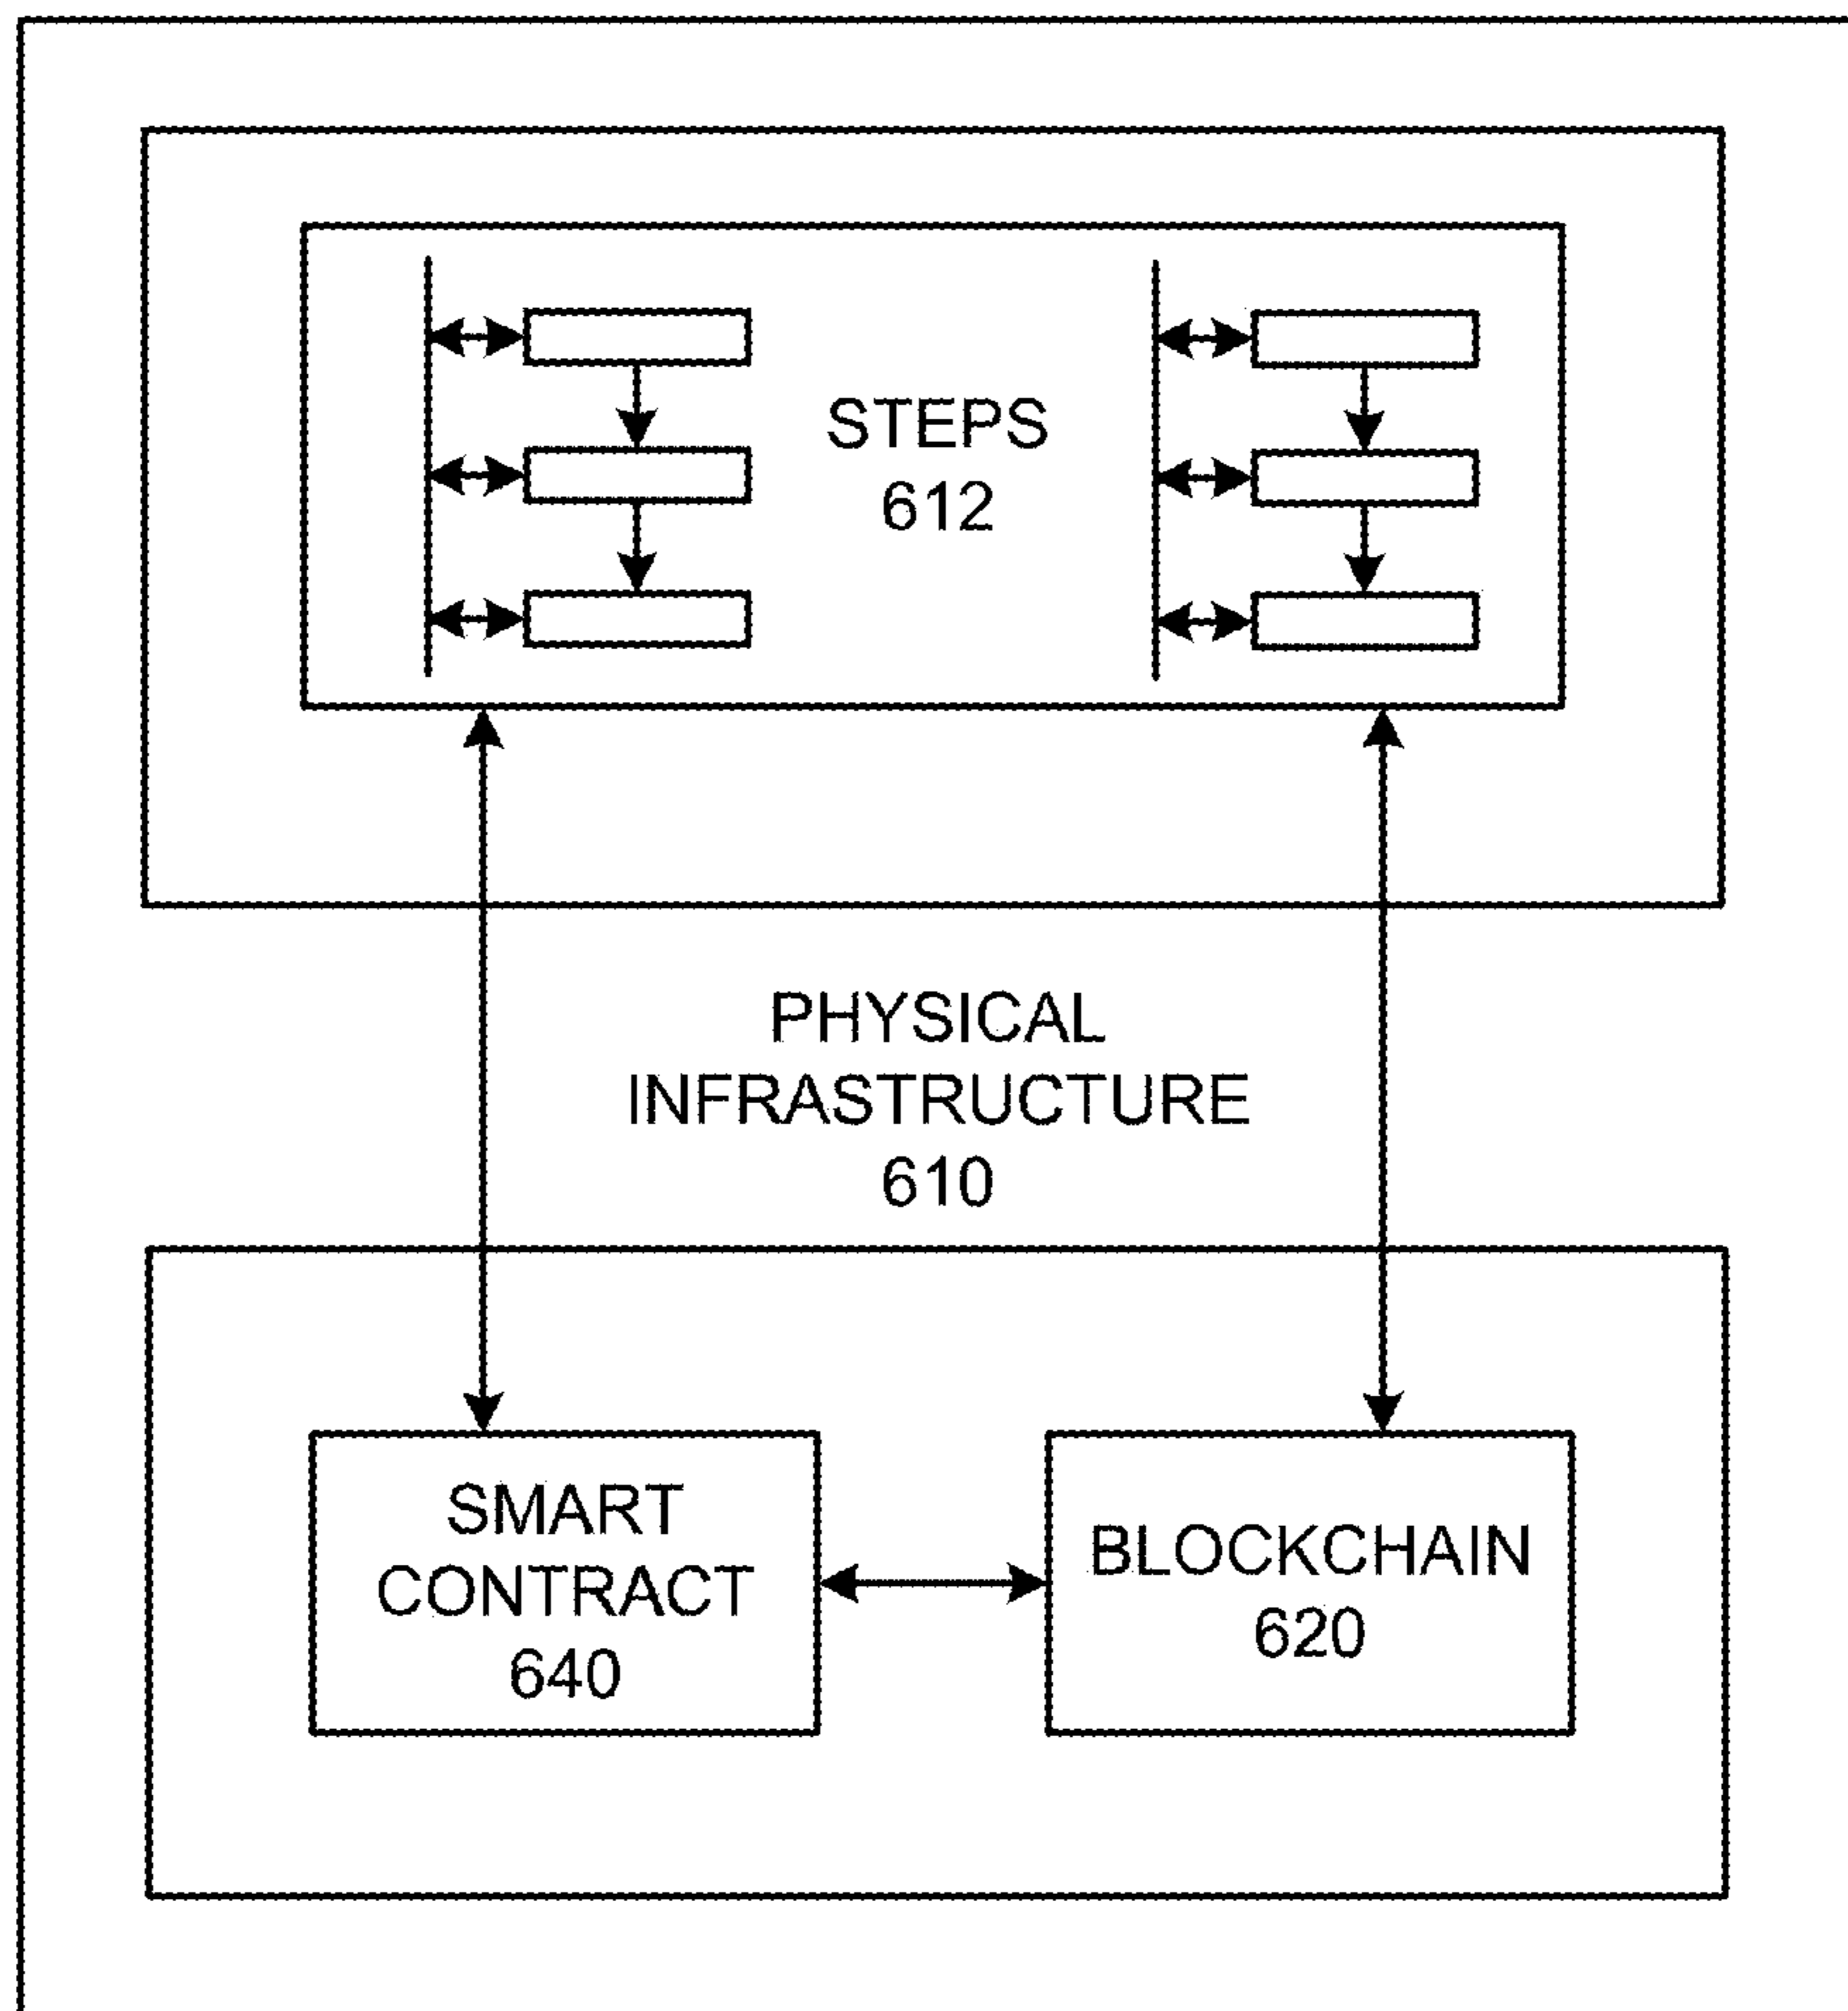 STEPS
612
PHYSICAL
INFRASTRUCTURE
610
SMART
CONTRACT
640
BLOCKCHAIN
620